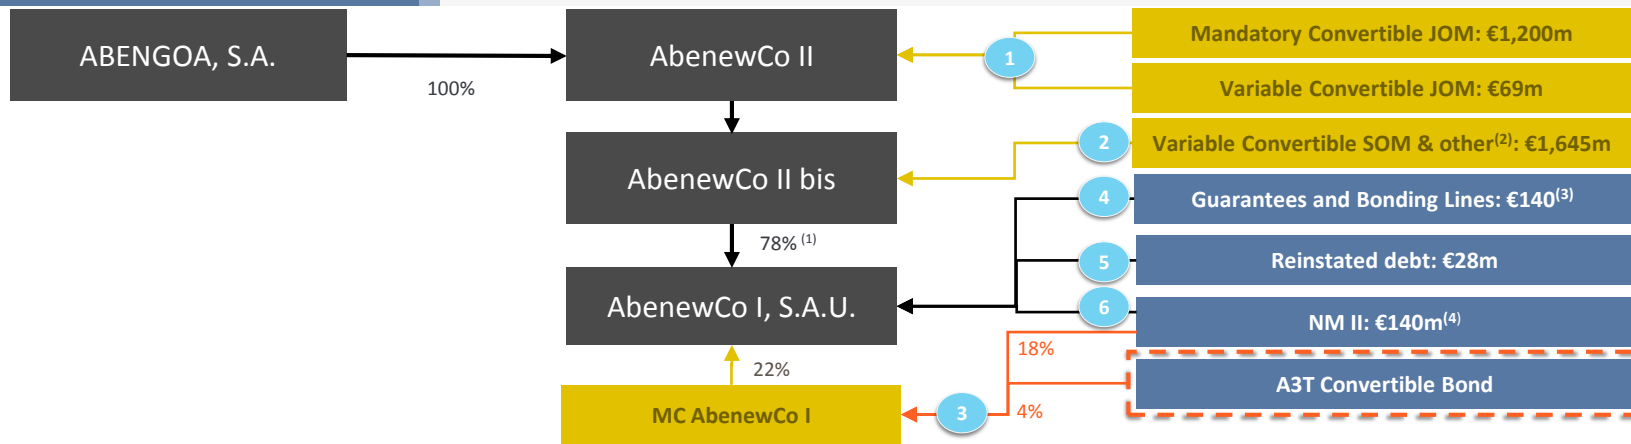 ABENGOA, S.A.
100%
AbenewCo II
1
Mandatory Convertible JOM: €1,200m
Variable Convertible JOM: €69m
AbenewCo II bis
2
Variable Convertible SOM & other(2): €1,645m
78% (1)
4
Guarantees and Bonding Lines: €140(3)
5
Reinstated debt: €28m
AbenewCo I, S.A.U.
6
NM II: €140m(4)
18%
22%
A3T Convertible Bond
MC AbenewCo I
3
4%